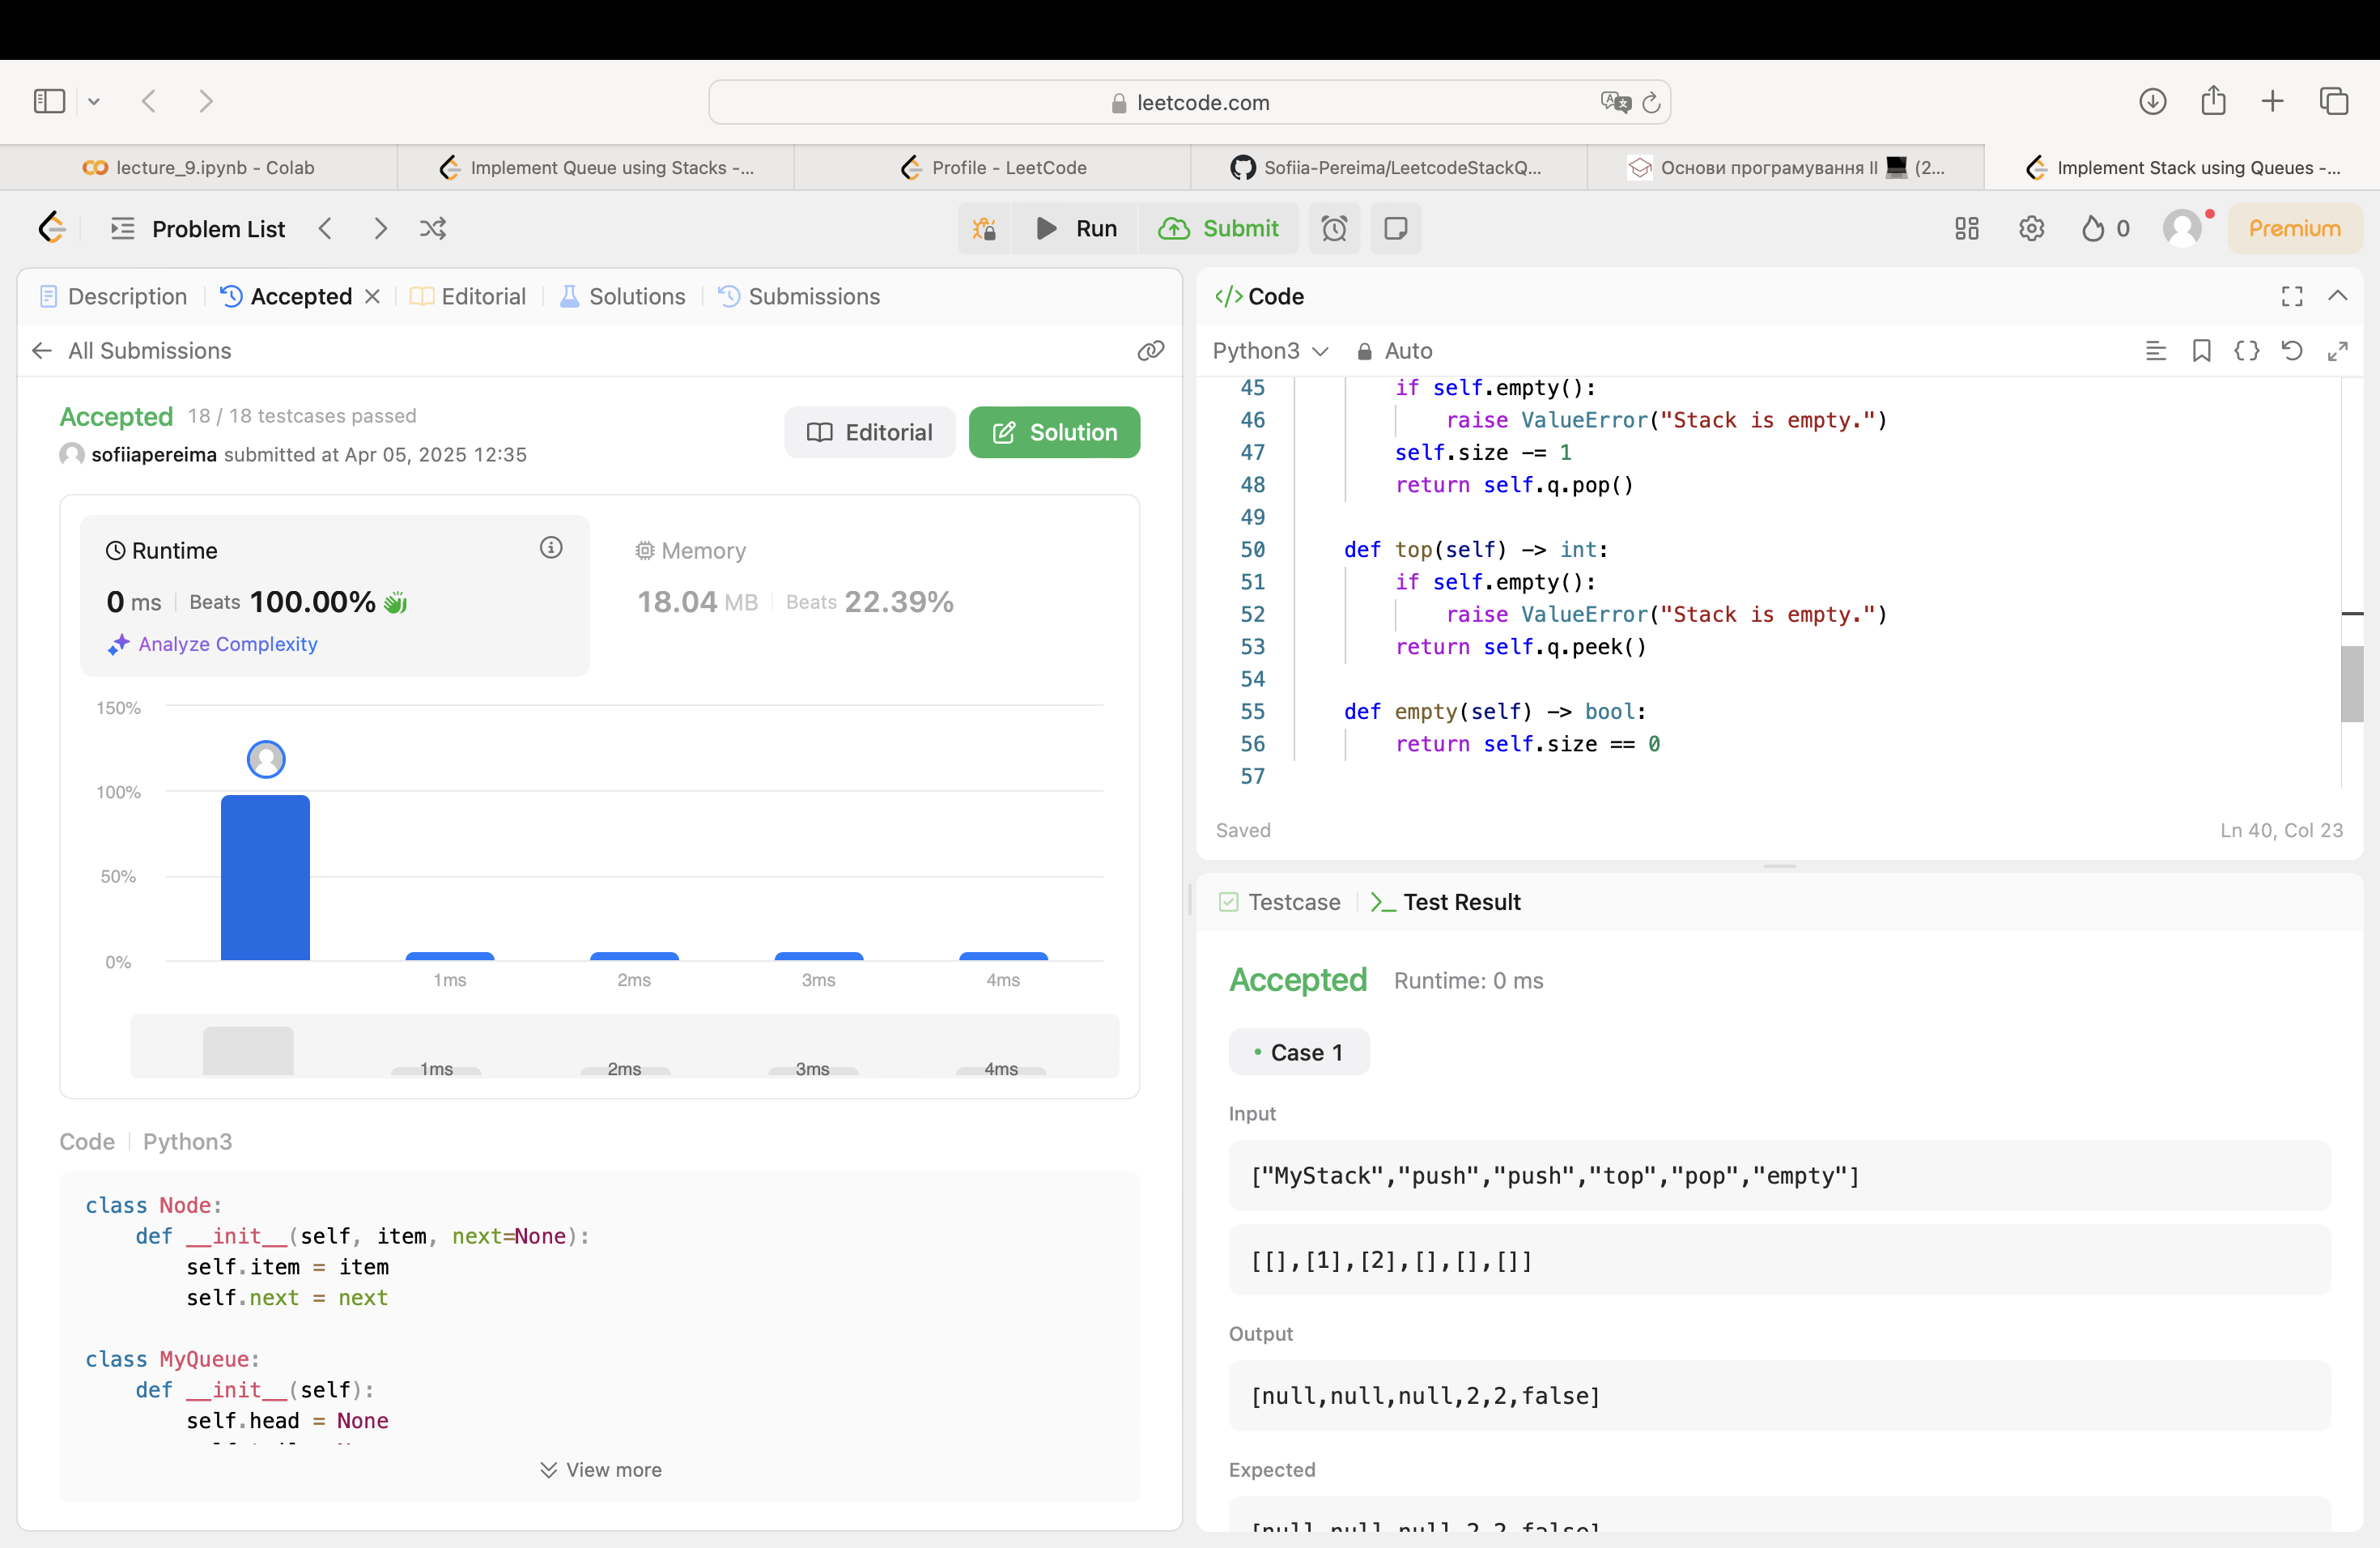 leetcode.com
lecture_9.ipynb - Colab
Implement Queue using Stacks -...
Profile - LeetCode
Sofiia-Pereima/LeetcodeStackQ...
Основи програмування II 💻 (2...
Implement Stack using Queues -...
Problem List
Run
Submit
0
Premium
Description
Accepted
Editorial
Solutions
Submissions
All Submissions
Accepted 18 / 18 testcases passed
sofiiapereima submitted at Apr 05, 2025 12:35
Editorial
Solution
Runtime
0 ms Beats 100.00%
Analyze Complexity
Memory
18.04 MB Beats 22.39%
150%
100%
50%
0%
1ms 2ms 3ms 4ms
1ms 2ms 3ms 4ms
Code Python3
class Node:
    def __init__(self, item, next=None):
        self.item = item
        self.next = next
class MyQueue:
    def __init__(self):
        self.head = None
View more
</> Code
Python3 Auto
45 if self.empty():
46 raise ValueError("Stack is empty.")
47 self.size -= 1
48 return self.q.pop()
49
50 def top(self) -> int:
51 if self.empty():
52 raise ValueError("Stack is empty.")
53 return self.q.peek()
54
55 def empty(self) -> bool:
56 return self.size == 0
57
Saved
Ln 40, Col 23
Testcase
Test Result
Accepted Runtime: 0 ms
Case 1
Input
["MyStack","push","push","top","pop","empty"]
[[],[1],[2],[],[],[]]
Output
[null,null,null,2,2,false]
Expected
[null,null,null,2,2,false]